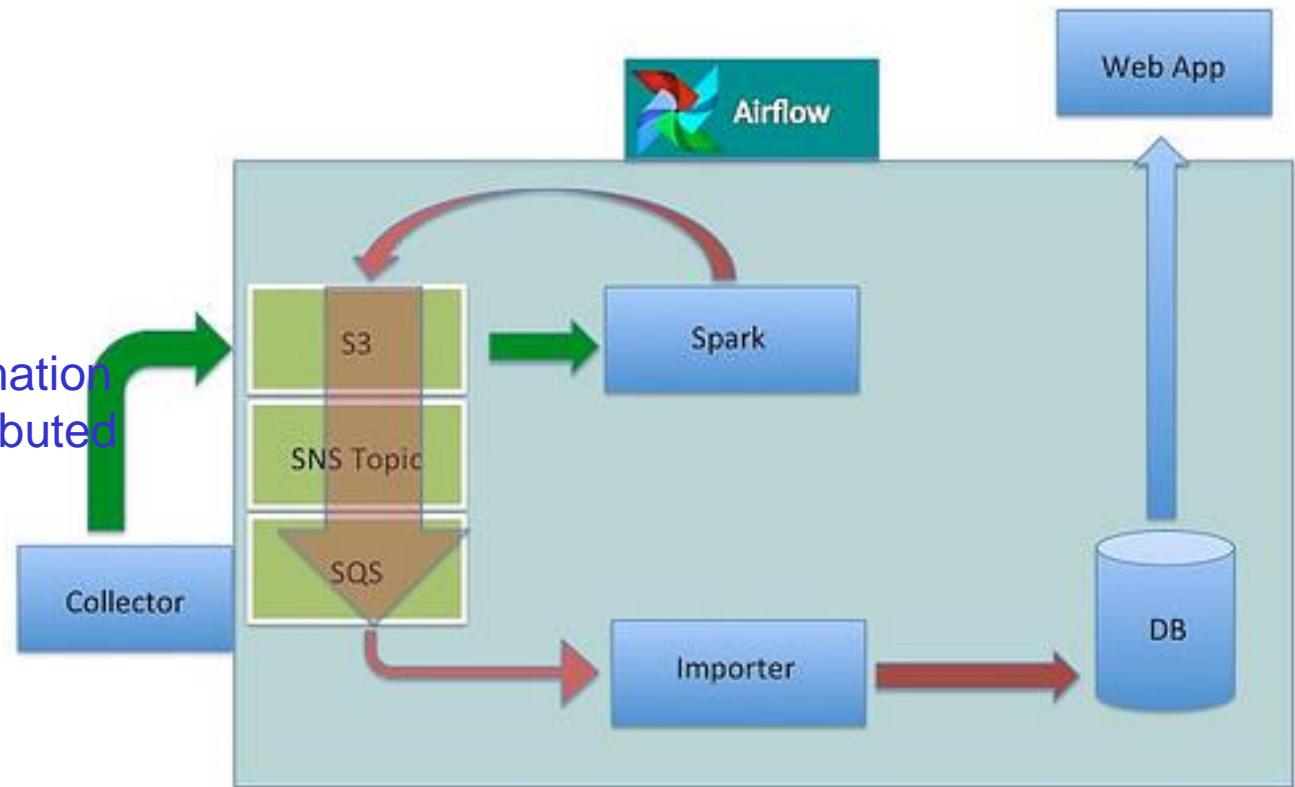 Web App
Airflow
S3
Spark
nation
buted
SNS Topic
SQS
Collector
Importer
DB